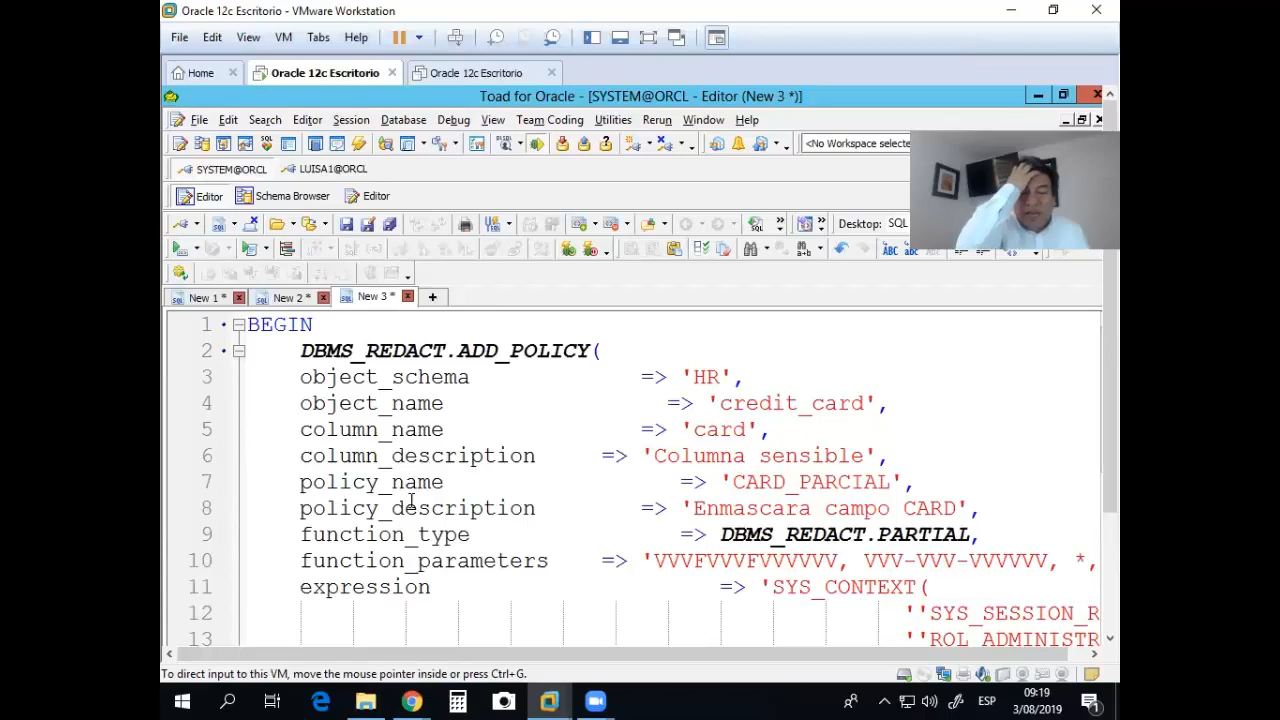 Oracle 12c Escritorio - VMware Workstation
File Edit View VM Tabs Help
Home Oracle 12c Escritorio Oracle 12c Escritorio
Toad for Oracle - [SYSTEM@ORCL - Editor (New 3 *)]
File Edit Search Editor Session Database Debug View Team Coding Utilities Rerun Window Help
<No Workspace selecte
SYSTEM@ORCL LUISA1@ORCL
Editor Schema Browser Editor
Desktop: SQL
New 1 * New 2 * New 3 *
1 BEGIN
2 DBMS_REDACT.ADD_POLICY(
3 object_schema => 'HR',
4 object_name => 'credit_card',
5 column_name => 'card',
6 column_description => 'Columna sensible',
7 policy_name => 'CARD_PARCIAL',
8 policy_description => 'Enmascara campo CARD',
9 function_type => DBMS_REDACT.PARTIAL,
10 function_parameters => 'VVVFVVVFVVVVVV, VVV-VVV-VVVVVV, *,
11 expression => 'SYS_CONTEXT(
12 ''SYS_SESSION_R
13 ''ROL_ADMINISTR
To direct input to this VM, move the mouse pointer inside or press Ctrl+G.
ESP
09:19
3/08/2019